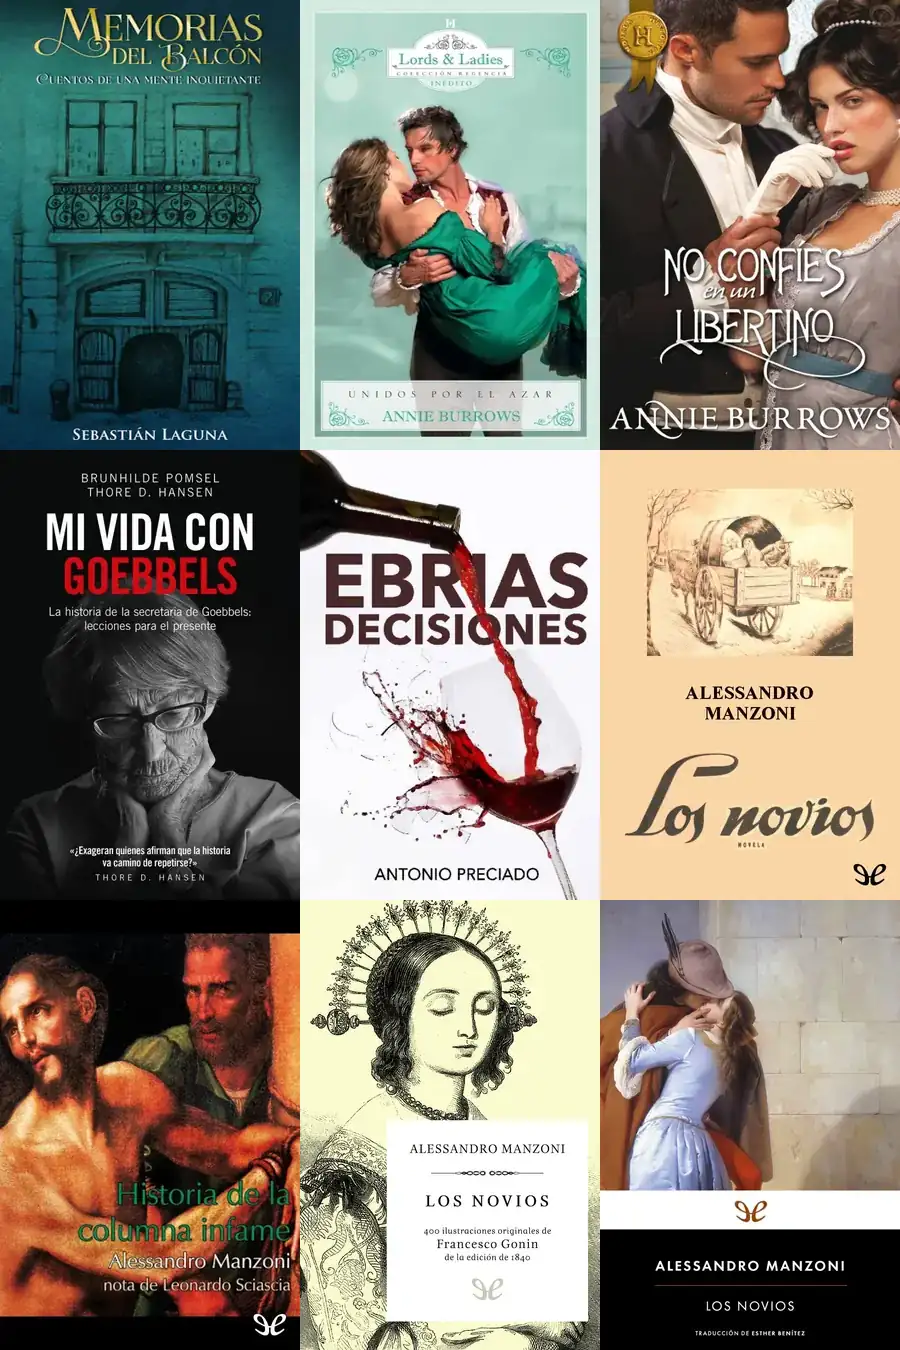 MEMORIAS
DEL BALCÓN
CUENTOS DE UNA MENTE INQUIETANTE
SEBASTIÁN LAGUNA
H
Lords & Ladies
COLECCIÓN REGENCIA
INÉDITO
UNIDOS POR EL AZAR
ANNIE BURROWS
H
NO CONFÍES
en un
LIBERTINO
ANNIE BURROWS
BRUNHILDE POMSEL
THORE D. HANSEN
MI VIDA CON
GOEBBELS
La historia de la secretaria de Goebbels:
lecciones para el presente
«¿Exageran quienes afirman que la historia
va camino de repetirse?»
THORE D. HANSEN
EBRIAS
DECISIONES
ANTONIO PRECIADO
ALESSANDRO
MANZONI
Los novios
NOVELA
Historia de la
columna infame
Alessandro Manzoni
nota de Leonardo Sciascia
ALESSANDRO MANZONI
LOS NOVIOS
400 ilustraciones originales de
Francesco Gonin
de la edición de 1840
ALESSANDRO MANZONI
LOS NOVIOS
TRADUCCIÓN DE ESTHER BENÍTEZ